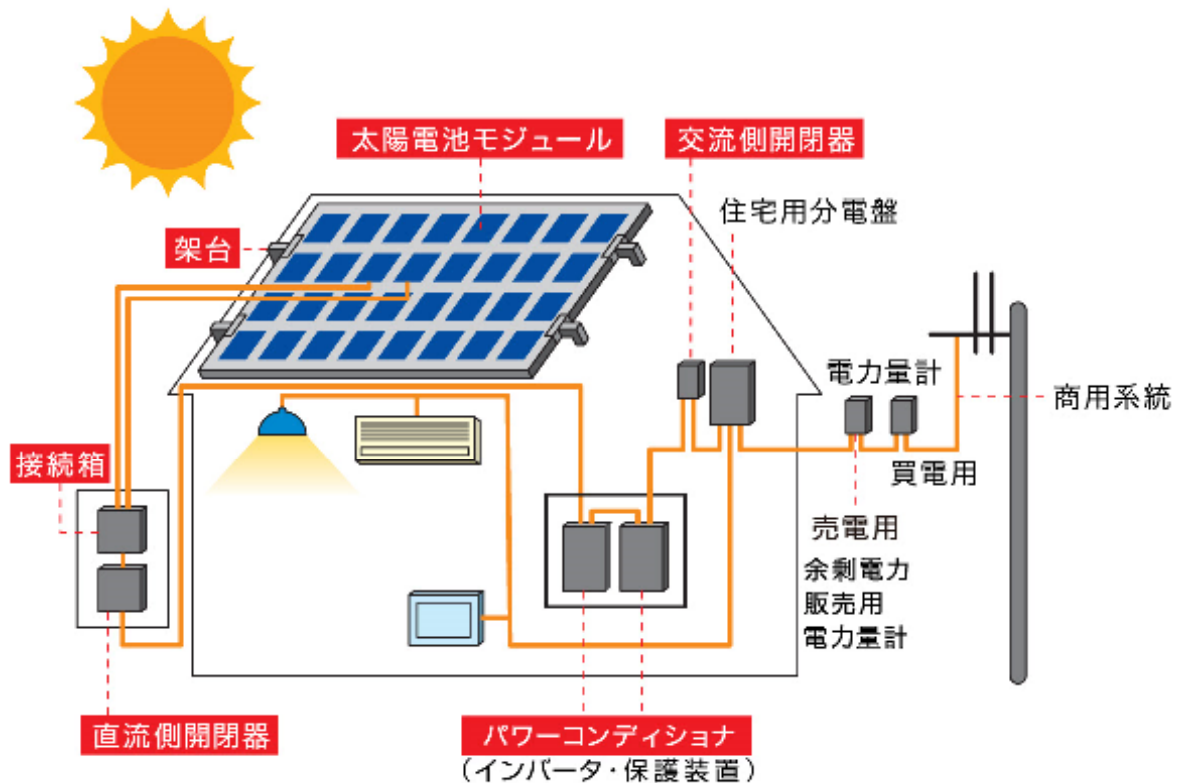 太陽電池モジュール
交流側開閉器
住宅用分電盤
架台
電力量計
商用系統
接続箱
買電用
売電用
余剰電力
販売用
電力量計
直流側開閉器
パワーコンディショナ
(インバータ・保護装置)